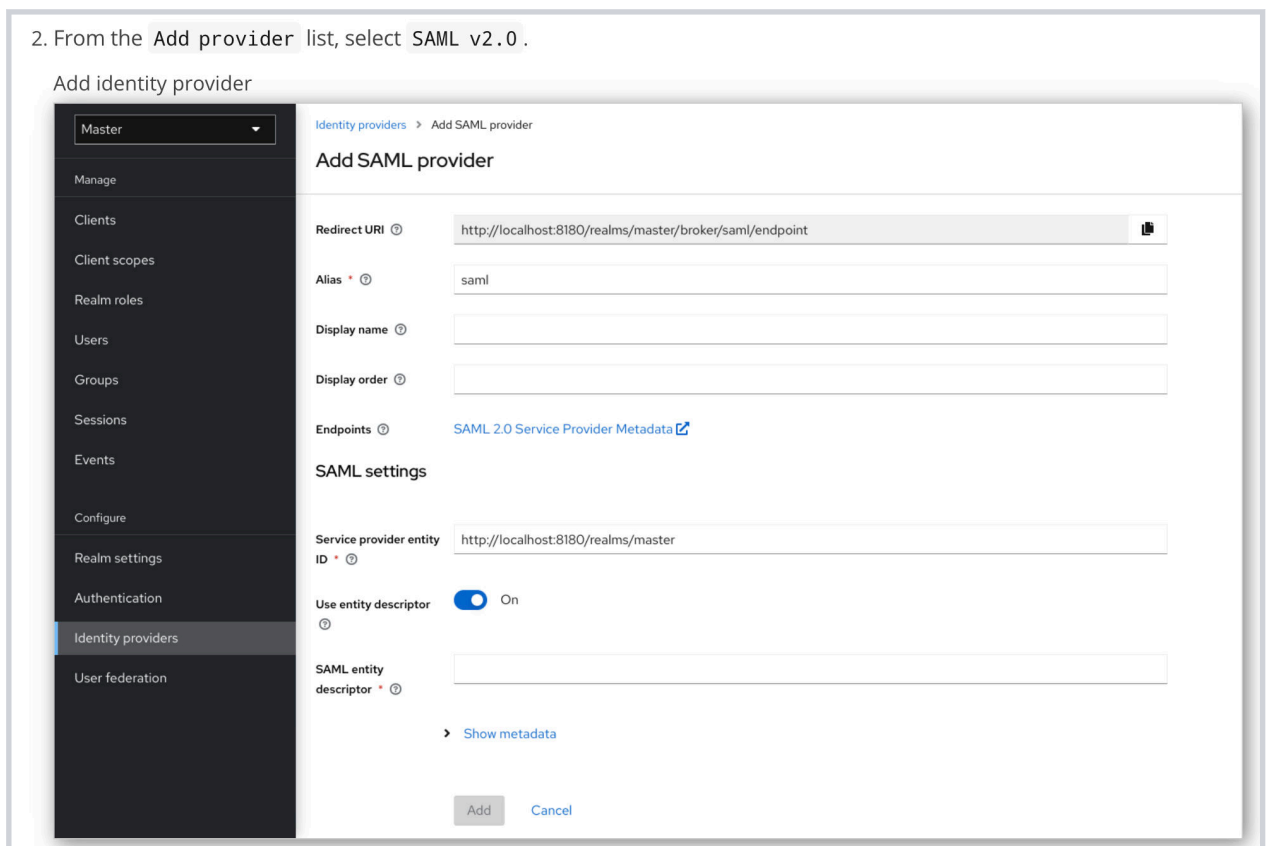 2. From the Add provider list, select SAML v2.0.
Add identity provider
Master
Manage
Clients
Client scopes
Realm roles
Users
Groups
Sessions
Events
Configure
Realm settings
Authentication
Identity providers
User federation
Identity providers > Add SAML provider
Add SAML provider
Redirect URI
http://localhost:8180/realms/master/broker/saml/endpoint
Alias *
saml
Display name
Display order
Endpoints
SAML 2.0 Service Provider Metadata
SAML settings
Service provider entity
ID *
http://localhost:8180/realms/master
Use entity descriptor
On
SAML entity
descriptor *
Show metadata
Add
Cancel